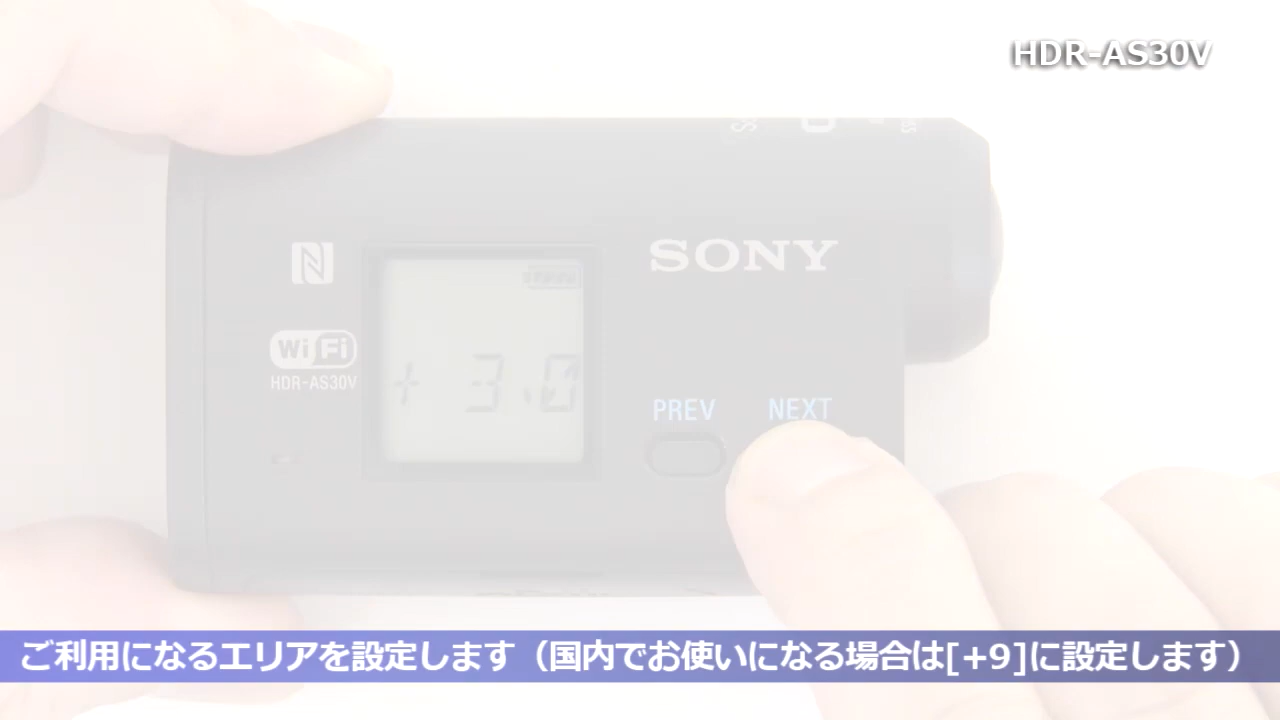 HDR-AS30V
SONY
WiFi
HDR-AS30V
+ 3.0
PREV NEXT
ご利用になるエリアを設定します（国内でお使いになる場合は[+9]に設定します）